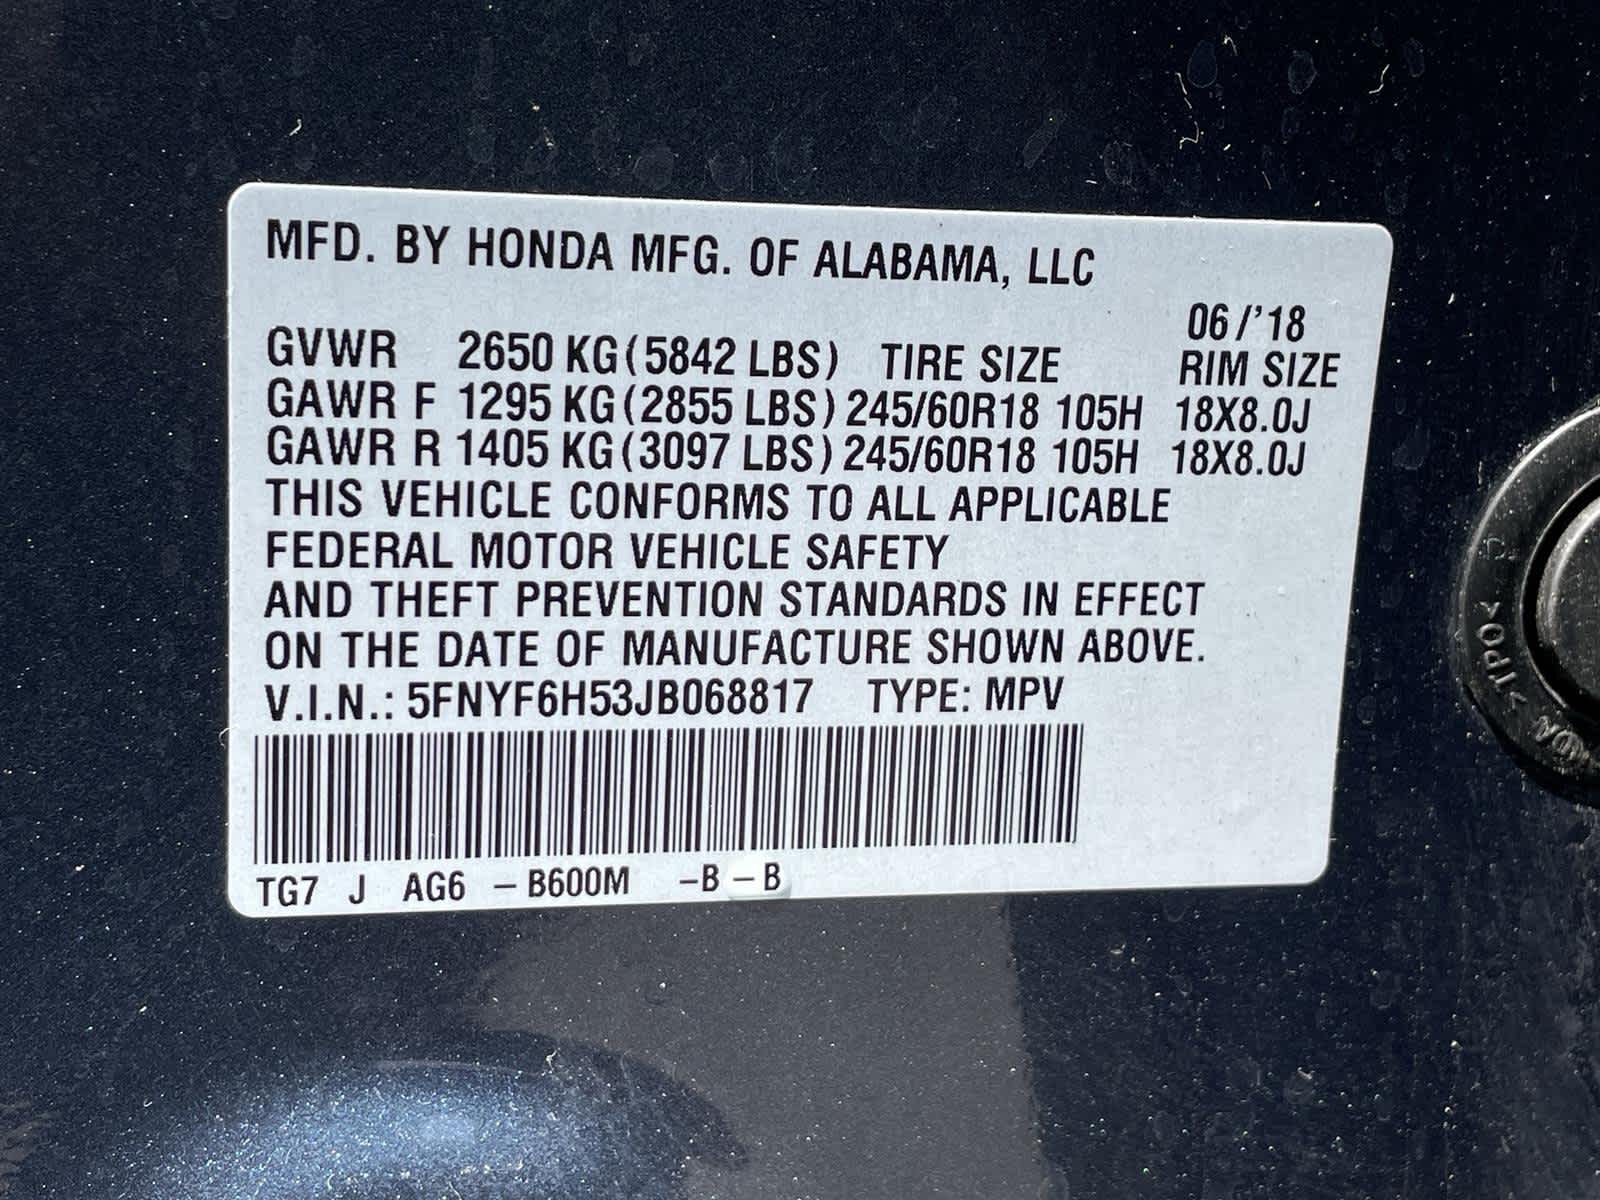 MFD. BY HONDA MFG. OF ALABAMA, LLC
06/'18
GVWR 2650 KG (5842 LBS) TIRE SIZE RIM SIZE
GAWR F 1295 KG (2855 LBS) 245/60R18 105H 18X8.0J
GAWR R 1405 KG (3097 LBS) 245/60R18 105H 18X8.0J
THIS VEHICLE CONFORMS TO ALL APPLICABLE
FEDERAL MOTOR VEHICLE SAFETY
AND THEFT PREVENTION STANDARDS IN EFFECT
ON THE DATE OF MANUFACTURE SHOWN ABOVE.
V.I.N.: 5FNYF6H53JB068817 TYPE: MPV
TG7 J AG6 – B600M –B – B
>TPO<